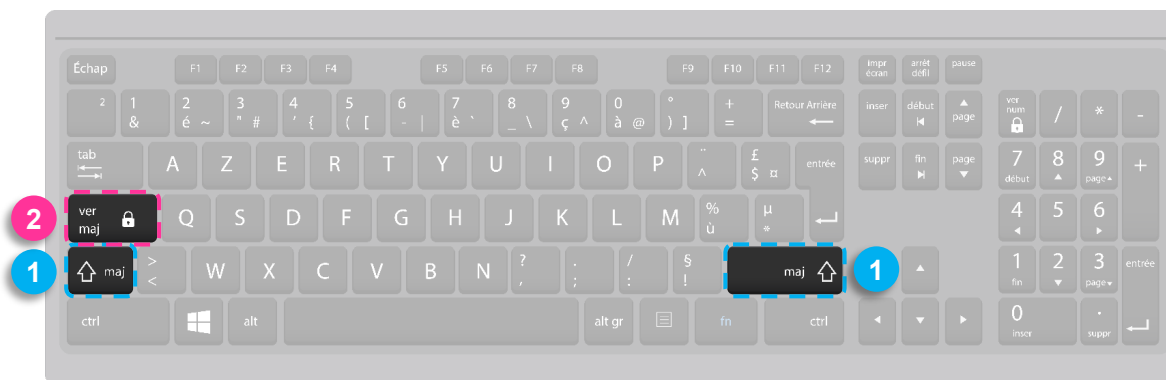 Échap F1 F2 F3 F4 F5 F6 F7 F8 F9 F10 F11 F12 impr écran arrêt défil pause
² 1 & 2 é ~ 3 " # 4 ' { 5 ( [ 6 - | 7 è ` 8 _ \ 9 ç ^ 0 à @ ° ) ] + = Retour Arrière inser début page ver num / * -
tab A Z E R T Y U I O P ¨ ^ £ $ ¤ entrée suppr fin page 7 début 8 9 page +
2 ver maj Q S D F G H J K L M % ù µ * 4 5 6
1 maj > < W X C V B N ? , . ; / : § ! maj 1 1 fin 2 3 page entrée
ctrl alt alt gr fn ctrl 0 inser . suppr